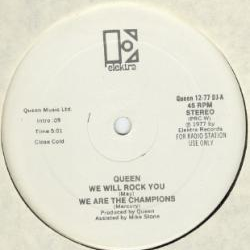 elektra
Queen Music Ltd.
Intro :09
Time 5:01
Close Cold
Queen 12-77 DJ-A
45 RPM
STEREO
(PRC-W)
℗ 1977 by
Elektra Records
FOR RADIO STATION
USE ONLY
QUEEN
WE WILL ROCK YOU
(May)
WE ARE THE CHAMPIONS
(Mercury)
Produced by Queen
Assisted by Mike Stone